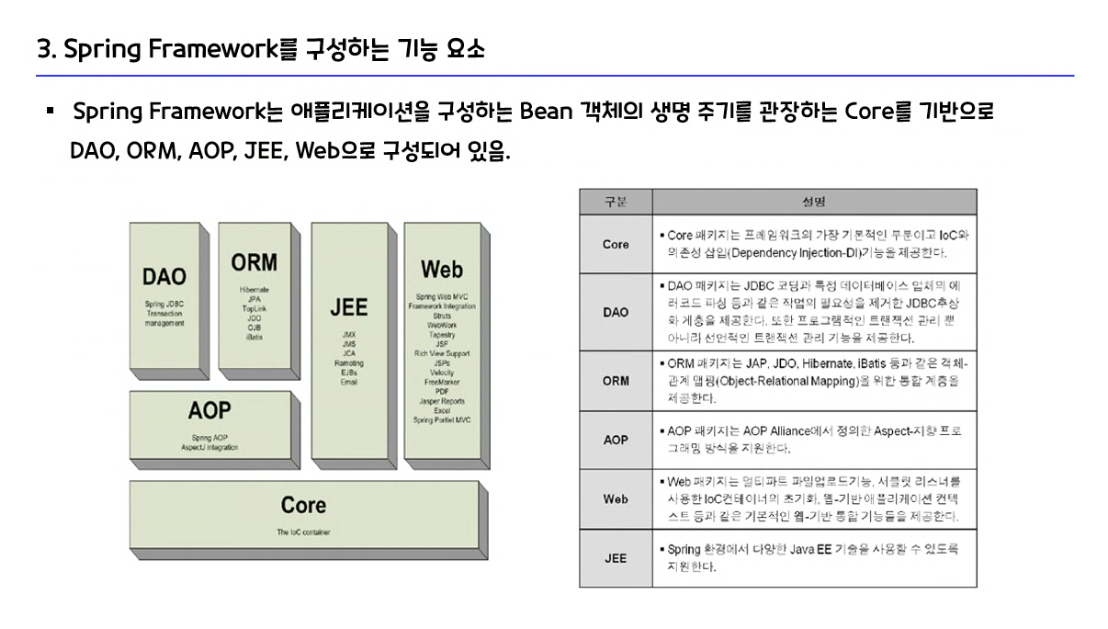 3. Spring Framework를 구성하는 기능 요소
▪ Spring Framework는 애플리케이션을 구성하는 Bean 객체의 생명 주기를 관장하는 Core를 기반으로
DAO, ORM, AOP, JEE, Web으로 구성되어 있음.
DAO
Spring JDBC
Transaction
management
ORM
Hibernate
JPA
TopLink
JDO
OJB
iBatis
JEE
JMX
JMS
JCA
Remoting
EJBs
Email
Web
Spring Web MVC
Framework Integration
Struts
WebWork
Tapestry
JSF
Rich View Support
JSPs
Velocity
FreeMarker
PDF
Jasper Reports
Excel
Spring Portlet MVC
AOP
Spring AOP
AspectJ integration
Core
The IoC container
구분 설명
Core
▪ Core 패키지는 프레임워크의 가장 기본적인 부분이고 IoC와
의존성 삽입(Dependency Injection-DI)기능을 제공한다.
DAO
▪ DAO 패키지는 JDBC 코딩과 특정 데이터베이스 업체의 에
러코드 파싱 등과 같은 작업의 필요성을 제거한 JDBC추상
화 계층을 제공한다. 또한 프로그램적인 트랜잭션 관리 뿐
아니라 선언적인 트랜잭션 관리 기능을 제공한다.
ORM
▪ ORM 패키지는 JAP, JDO, Hibernate, iBatis 등과 같은 객체-
관계 맵핑(Object-Relational Mapping)을 위한 통합 계층을
제공한다.
AOP
▪ AOP 패키지는 AOP Alliance에서 정의한 Aspect-지향 프로
그래밍 방식을 지원한다.
Web
▪ Web 패키지는 멀티파트 파일업로드기능, 서블릿 리스너를
사용한 IoC컨테이너의 초기화, 웹-기반 애플리케이션 컨텍
스트 등과 같은 기본적인 웹-기반 통합 기능들을 제공한다.
JEE
▪ Spring 환경에서 다양한 Java EE 기술을 사용할 수 있도록
지원한다.